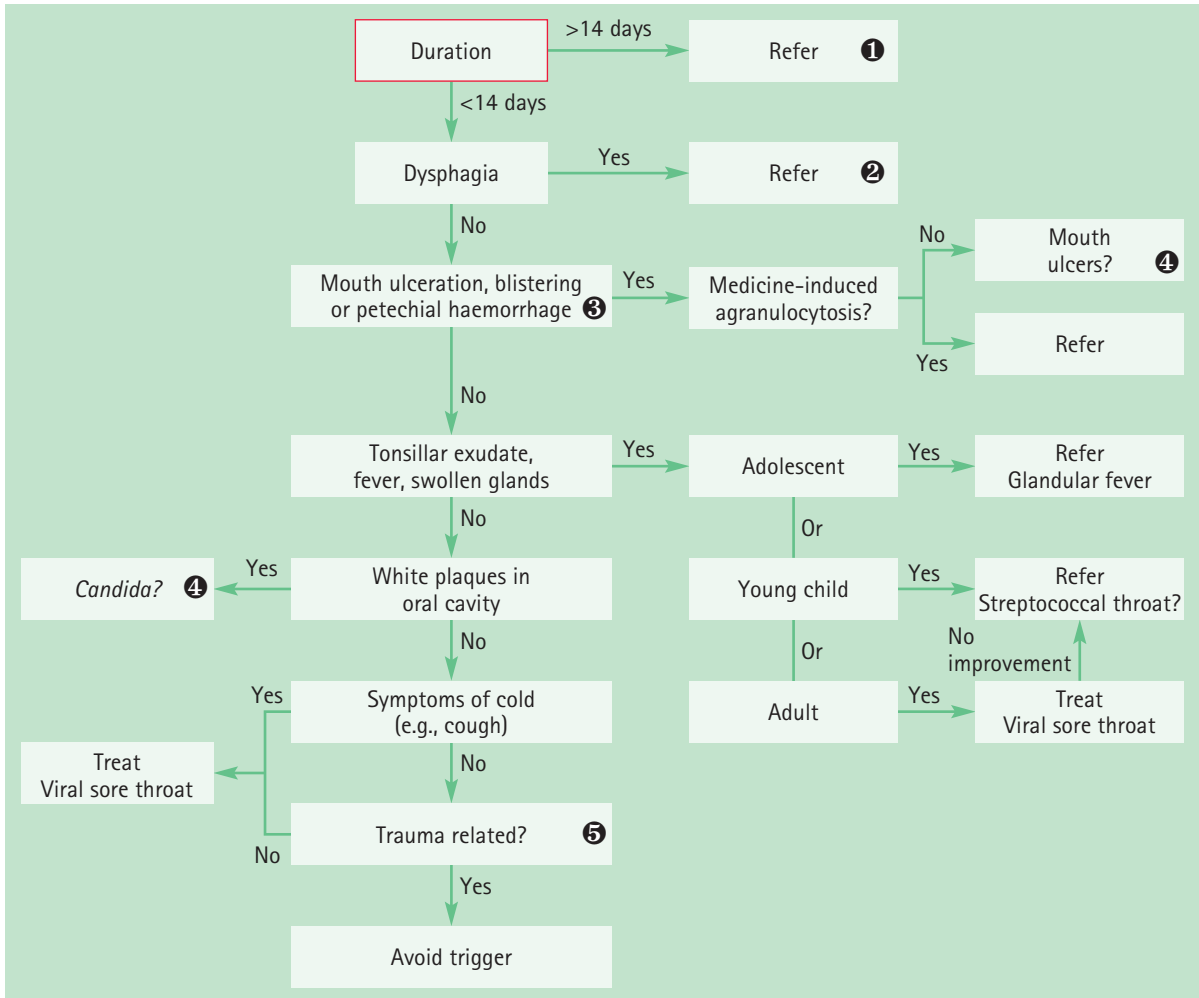 >14 days
Duration
Refer ❶
<14 days
Dysphagia
Yes
Refer ❷
No
Mouth ulceration, blistering
or petechial haemorrhage ❸
Yes
Medicine-induced
agranulocytosis?
No
Mouth
ulcers? ❹
Yes
Refer
No
Tonsillar exudate,
fever, swollen glands
Yes
Adolescent
Yes
Refer
Glandular fever
No
Or
Yes
Candida? ❹
White plaques in
oral cavity
Young child
Yes
Refer
Streptococcal throat?
No
Or
No
improvement
Yes
Symptoms of cold
(e.g., cough)
Adult
Yes
Treat
Viral sore throat
Treat
Viral sore throat
No
Trauma related? ❺
No
Yes
Avoid trigger